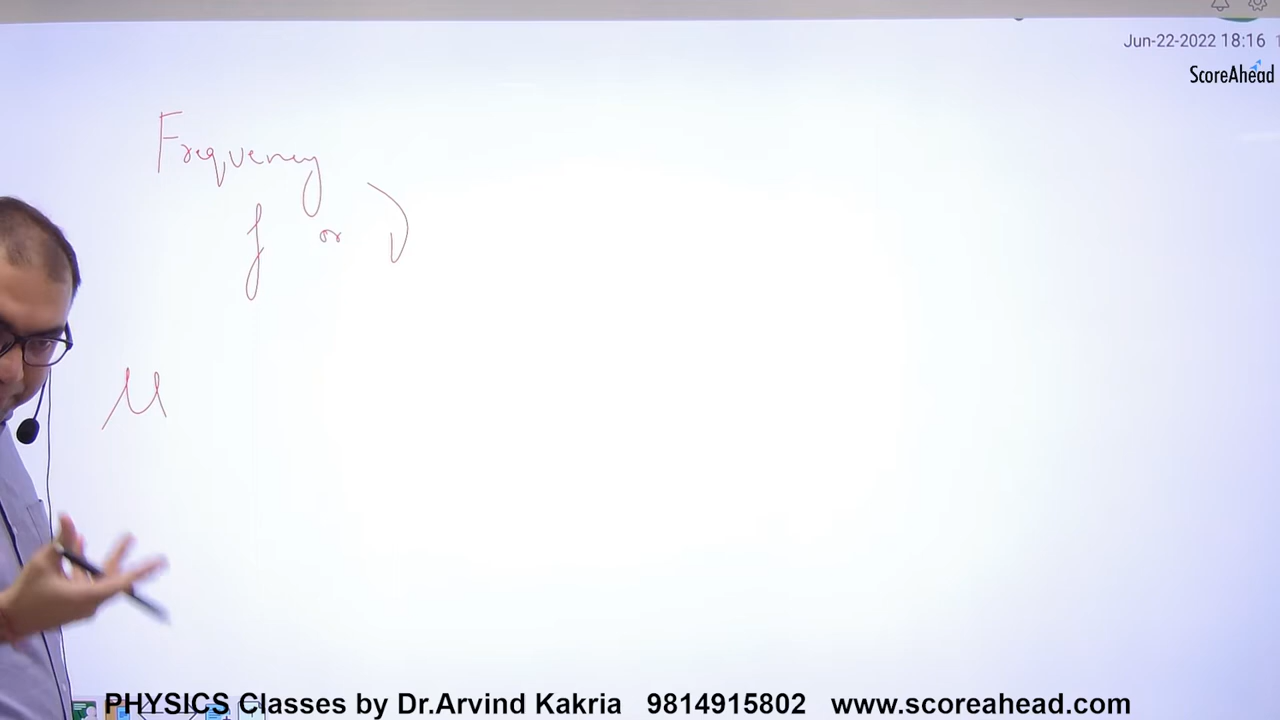 Jun-22-2022 18:16
ScoreAhead
Frequency
f or ν
μ
PHYSICS Classes by Dr.Arvind Kakria 9814915802 www.scoreahead.com